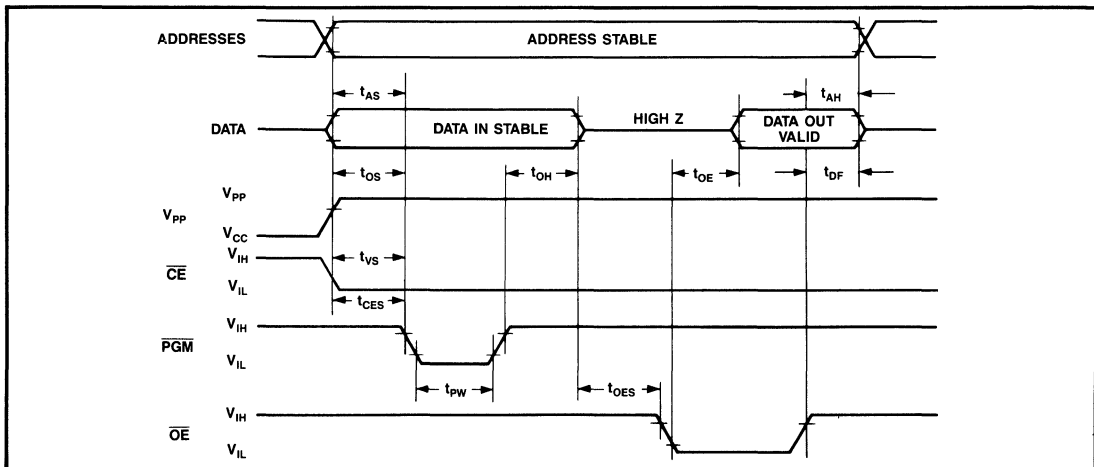 ADDRESSES
ADDRESS STABLE
tAS
tAH
DATA
DATA IN STABLE
HIGH Z
DATA OUT
VALID
tOS
tOH
tOE
tDF
VPP
VPP
VCC
tVS
CE
VIH
VIL
tCES
PGM
VIH
VIL
tPW
tOES
OE
VIH
VIL